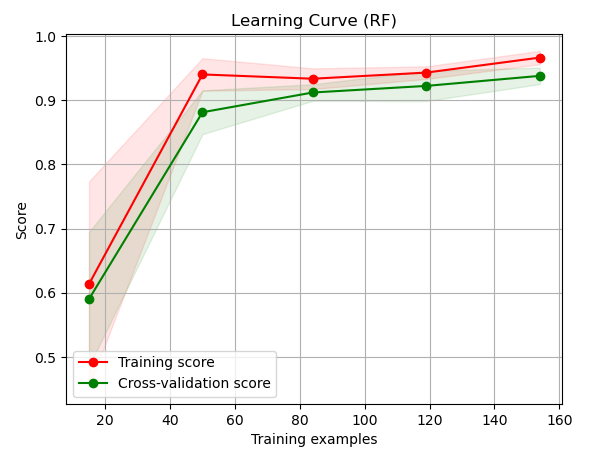 Learning Curve (RF)
1.0
0.9
0.8
0.7
0.6
0.5
Score
Training score
Cross-validation score
20 40 60 80 100 120 140 160
Training examples